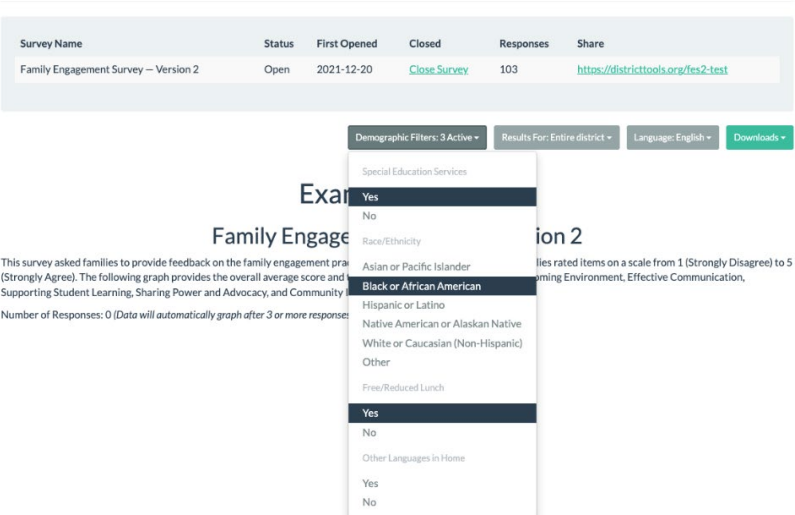 Survey Name Status First Opened Closed Responses Share
Family Engagement Survey — Version 2 Open 2021-12-20 Close Survey 103 https://districttools.org/fes2-test
Demographic Filters: 3 Active Results For: Entire district Language: English Downloads
Special Education Services
Yes
No
Race/Ethnicity
Asian or Pacific Islander
Black or African American
Hispanic or Latino
Native American or Alaskan Native
White or Caucasian (Non-Hispanic)
Other
Free/Reduced Lunch
Yes
No
Other Languages in Home
Yes
No
Family 2
This survey asked families to provide feedback on the family engagement rated items on a scale from 1 (Strongly Disagree) to 5
(Strongly Agree). The following graph provides the overall average score and Environment, Effective Communication,
Supporting Student Learning, Sharing Power and Advocacy, and Community
Number of Responses: 0 (Data will automatically graph after 3 or more responses